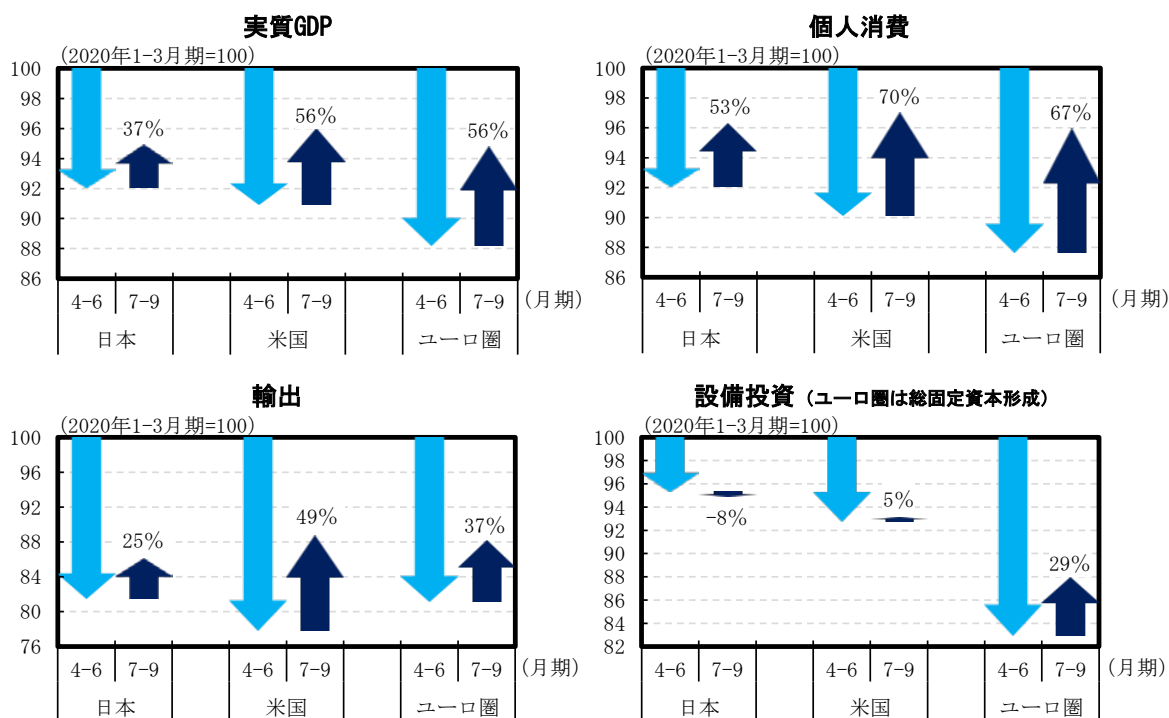 実質GDP
(2020年1-3月期=100)
100
98
96
94
92
90
88
86
37%
56%
56%
4-6 7-9 4-6 7-9 4-6 7-9 (月期)
日本 米国 ユーロ圏
個人消費
(2020年1-3月期=100)
100
98
96
94
92
90
88
86
53%
70%
67%
4-6 7-9 4-6 7-9 4-6 7-9 (月期)
日本 米国 ユーロ圏
輸出
(2020年1-3月期=100)
100
96
92
88
84
80
76
25%
49%
37%
4-6 7-9 4-6 7-9 4-6 7-9 (月期)
日本 米国 ユーロ圏
設備投資 (ユーロ圏は総固定資本形成)
(2020年1-3月期=100)
100
98
96
94
92
90
88
86
84
82
-8%
5%
29%
4-6 7-9 4-6 7-9 4-6 7-9 (月期)
日本 米国 ユーロ圏